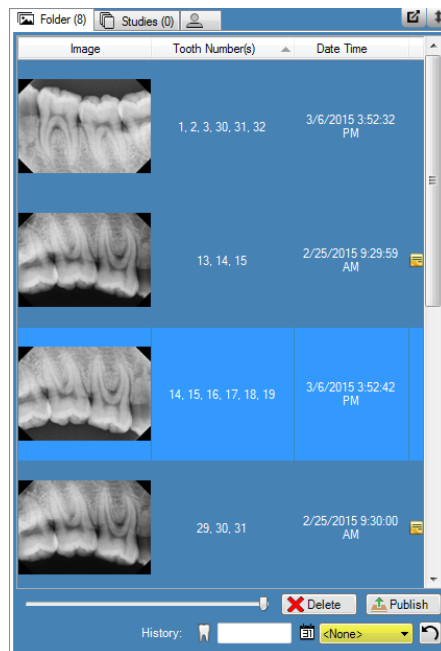 Folder (8) Studies (0)
Image Tooth Number(s) Date Time
1, 2, 3, 30, 31, 32 3/6/2015 3:52:32
PM
13, 14, 15 2/25/2015 9:29:59
AM
14, 15, 16, 17, 18, 19 3/6/2015 3:52:42
PM
29, 30, 31 2/25/2015 9:30:00
AM
Delete Publish
History: 31 <None>